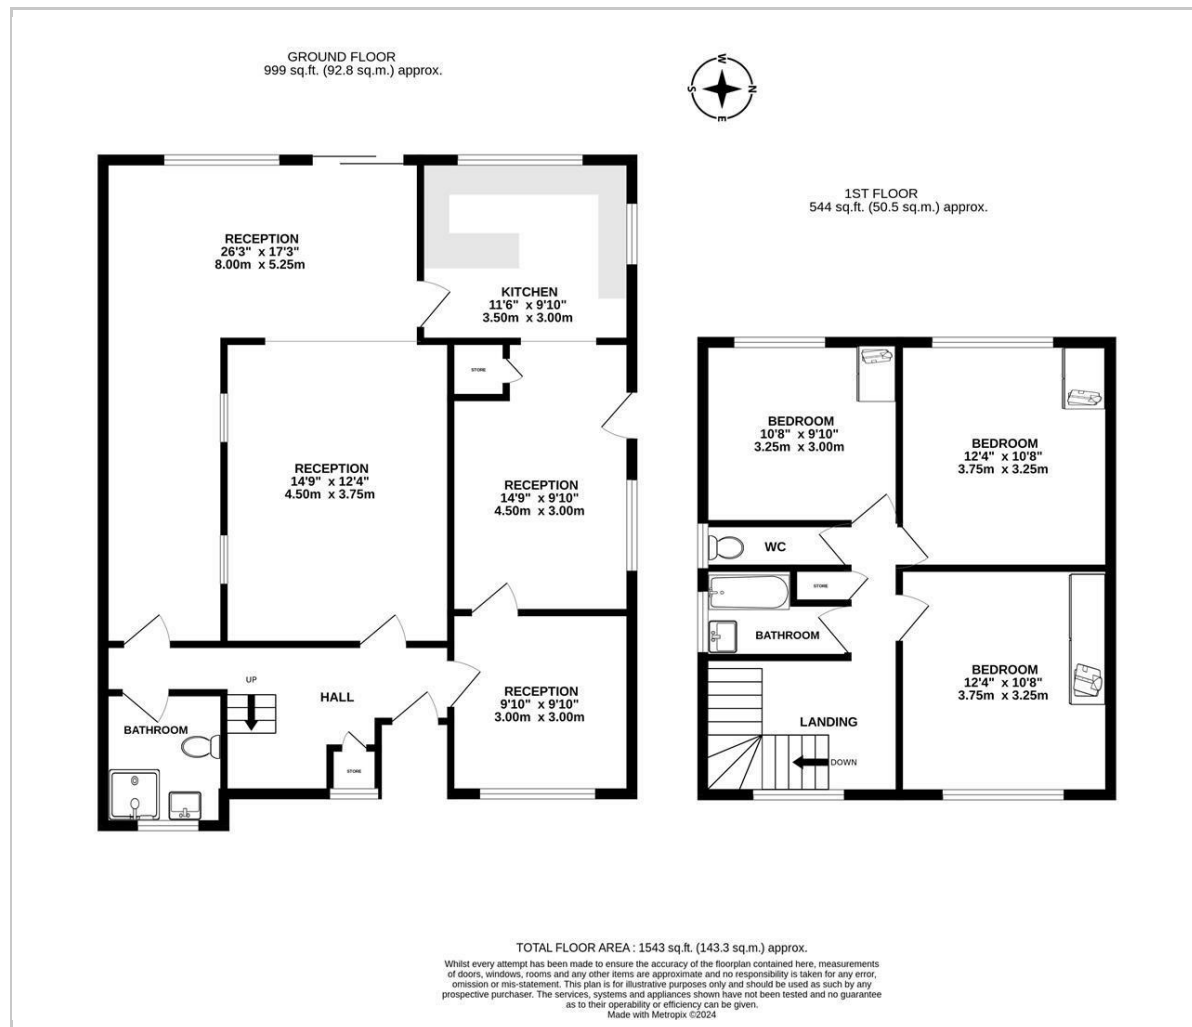 GROUND FLOOR
999 sq.ft. (92.8 sq.m.) approx.
W
N
S
E
1ST FLOOR
544 sq.ft. (50.5 sq.m.) approx.
RECEPTION
26'3" x 17'3"
8.00m x 5.25m
KITCHEN
11'6" x 9'10"
3.50m x 3.00m
STORE
RECEPTION
14'9" x 12'4"
4.50m x 3.75m
RECEPTION
14'9" x 9'10"
4.50m x 3.00m
UP
HALL
RECEPTION
9'10" x 9'10"
3.00m x 3.00m
BATHROOM
STORE
BEDROOM
10'8" x 9'10"
3.25m x 3.00m
BEDROOM
12'4" x 10'8"
3.75m x 3.25m
WC
STORE
BATHROOM
BEDROOM
12'4" x 10'8"
3.75m x 3.25m
LANDING
DOWN
TOTAL FLOOR AREA : 1543 sq.ft. (143.3 sq.m.) approx.
Whilst every attempt has been made to ensure the accuracy of the floorplan contained here, measurements
of doors, windows, rooms and any other items are approximate and no responsibility is taken for any error,
omission or mis-statement. This plan is for illustrative purposes only and should be used as such by any
prospective purchaser. The services, systems and appliances shown have not been tested and no guarantee
as to their operability or efficiency can be given.
Made with Metropix ©2024